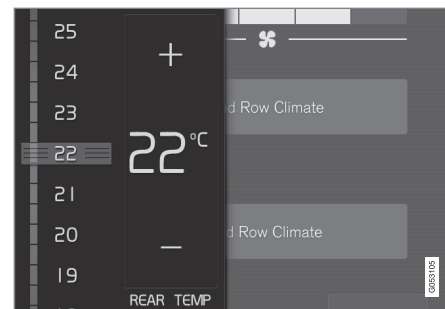 25
24
23
22
21
20
19
+
22°C
−
REAR TEMP
d Row Climate
d Row Climate
G053105